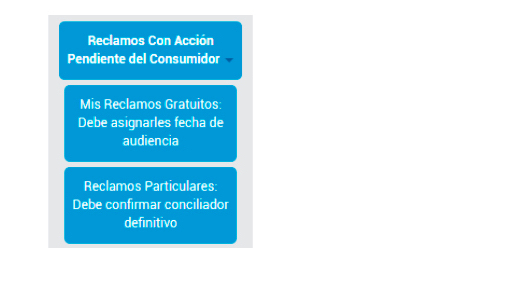 Reclamos Con Acción
Pendiente del Consumidor
Mis Reclamos Gratuitos:
Debe asignarles fecha de
audiencia
Reclamos Particulares:
Debe confirmar conciliador
definitivo